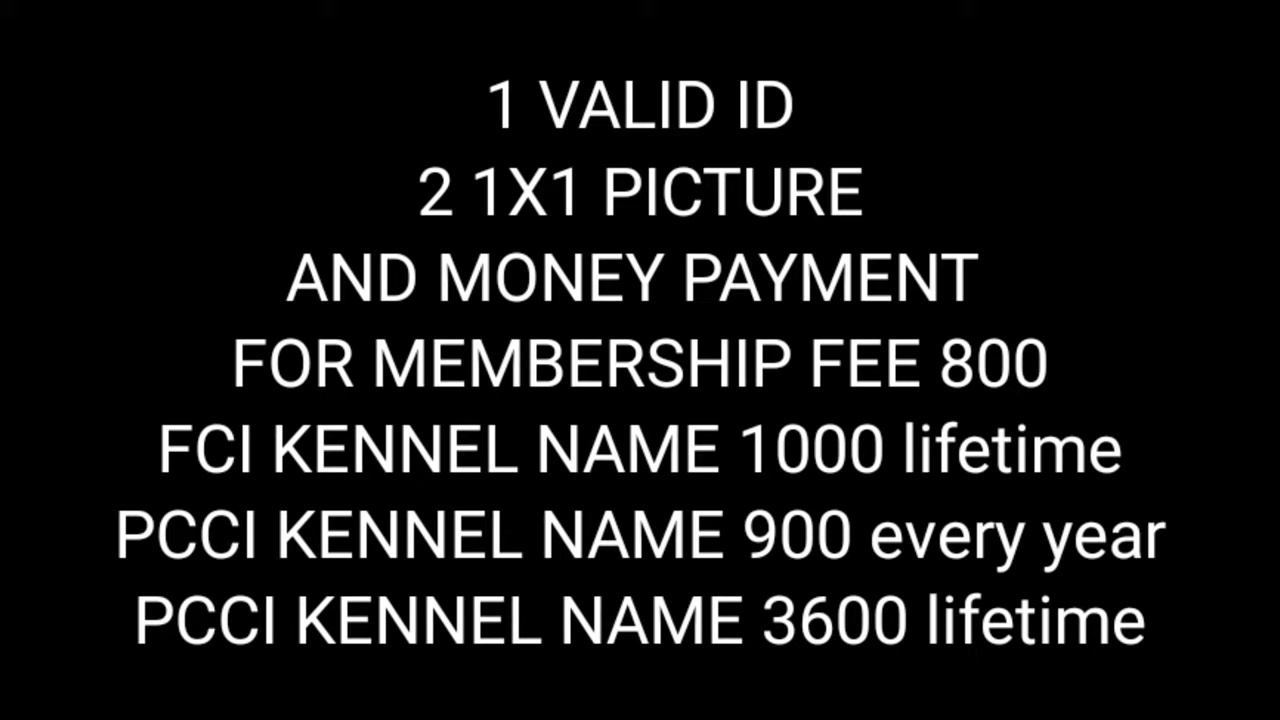 1 VALID ID
2 1X1 PICTURE
AND MONEY PAYMENT
FOR MEMBERSHIP FEE 800
FCI KENNEL NAME 1000 lifetime
PCCI KENNEL NAME 900 every year
PCCI KENNEL NAME 3600 lifetime